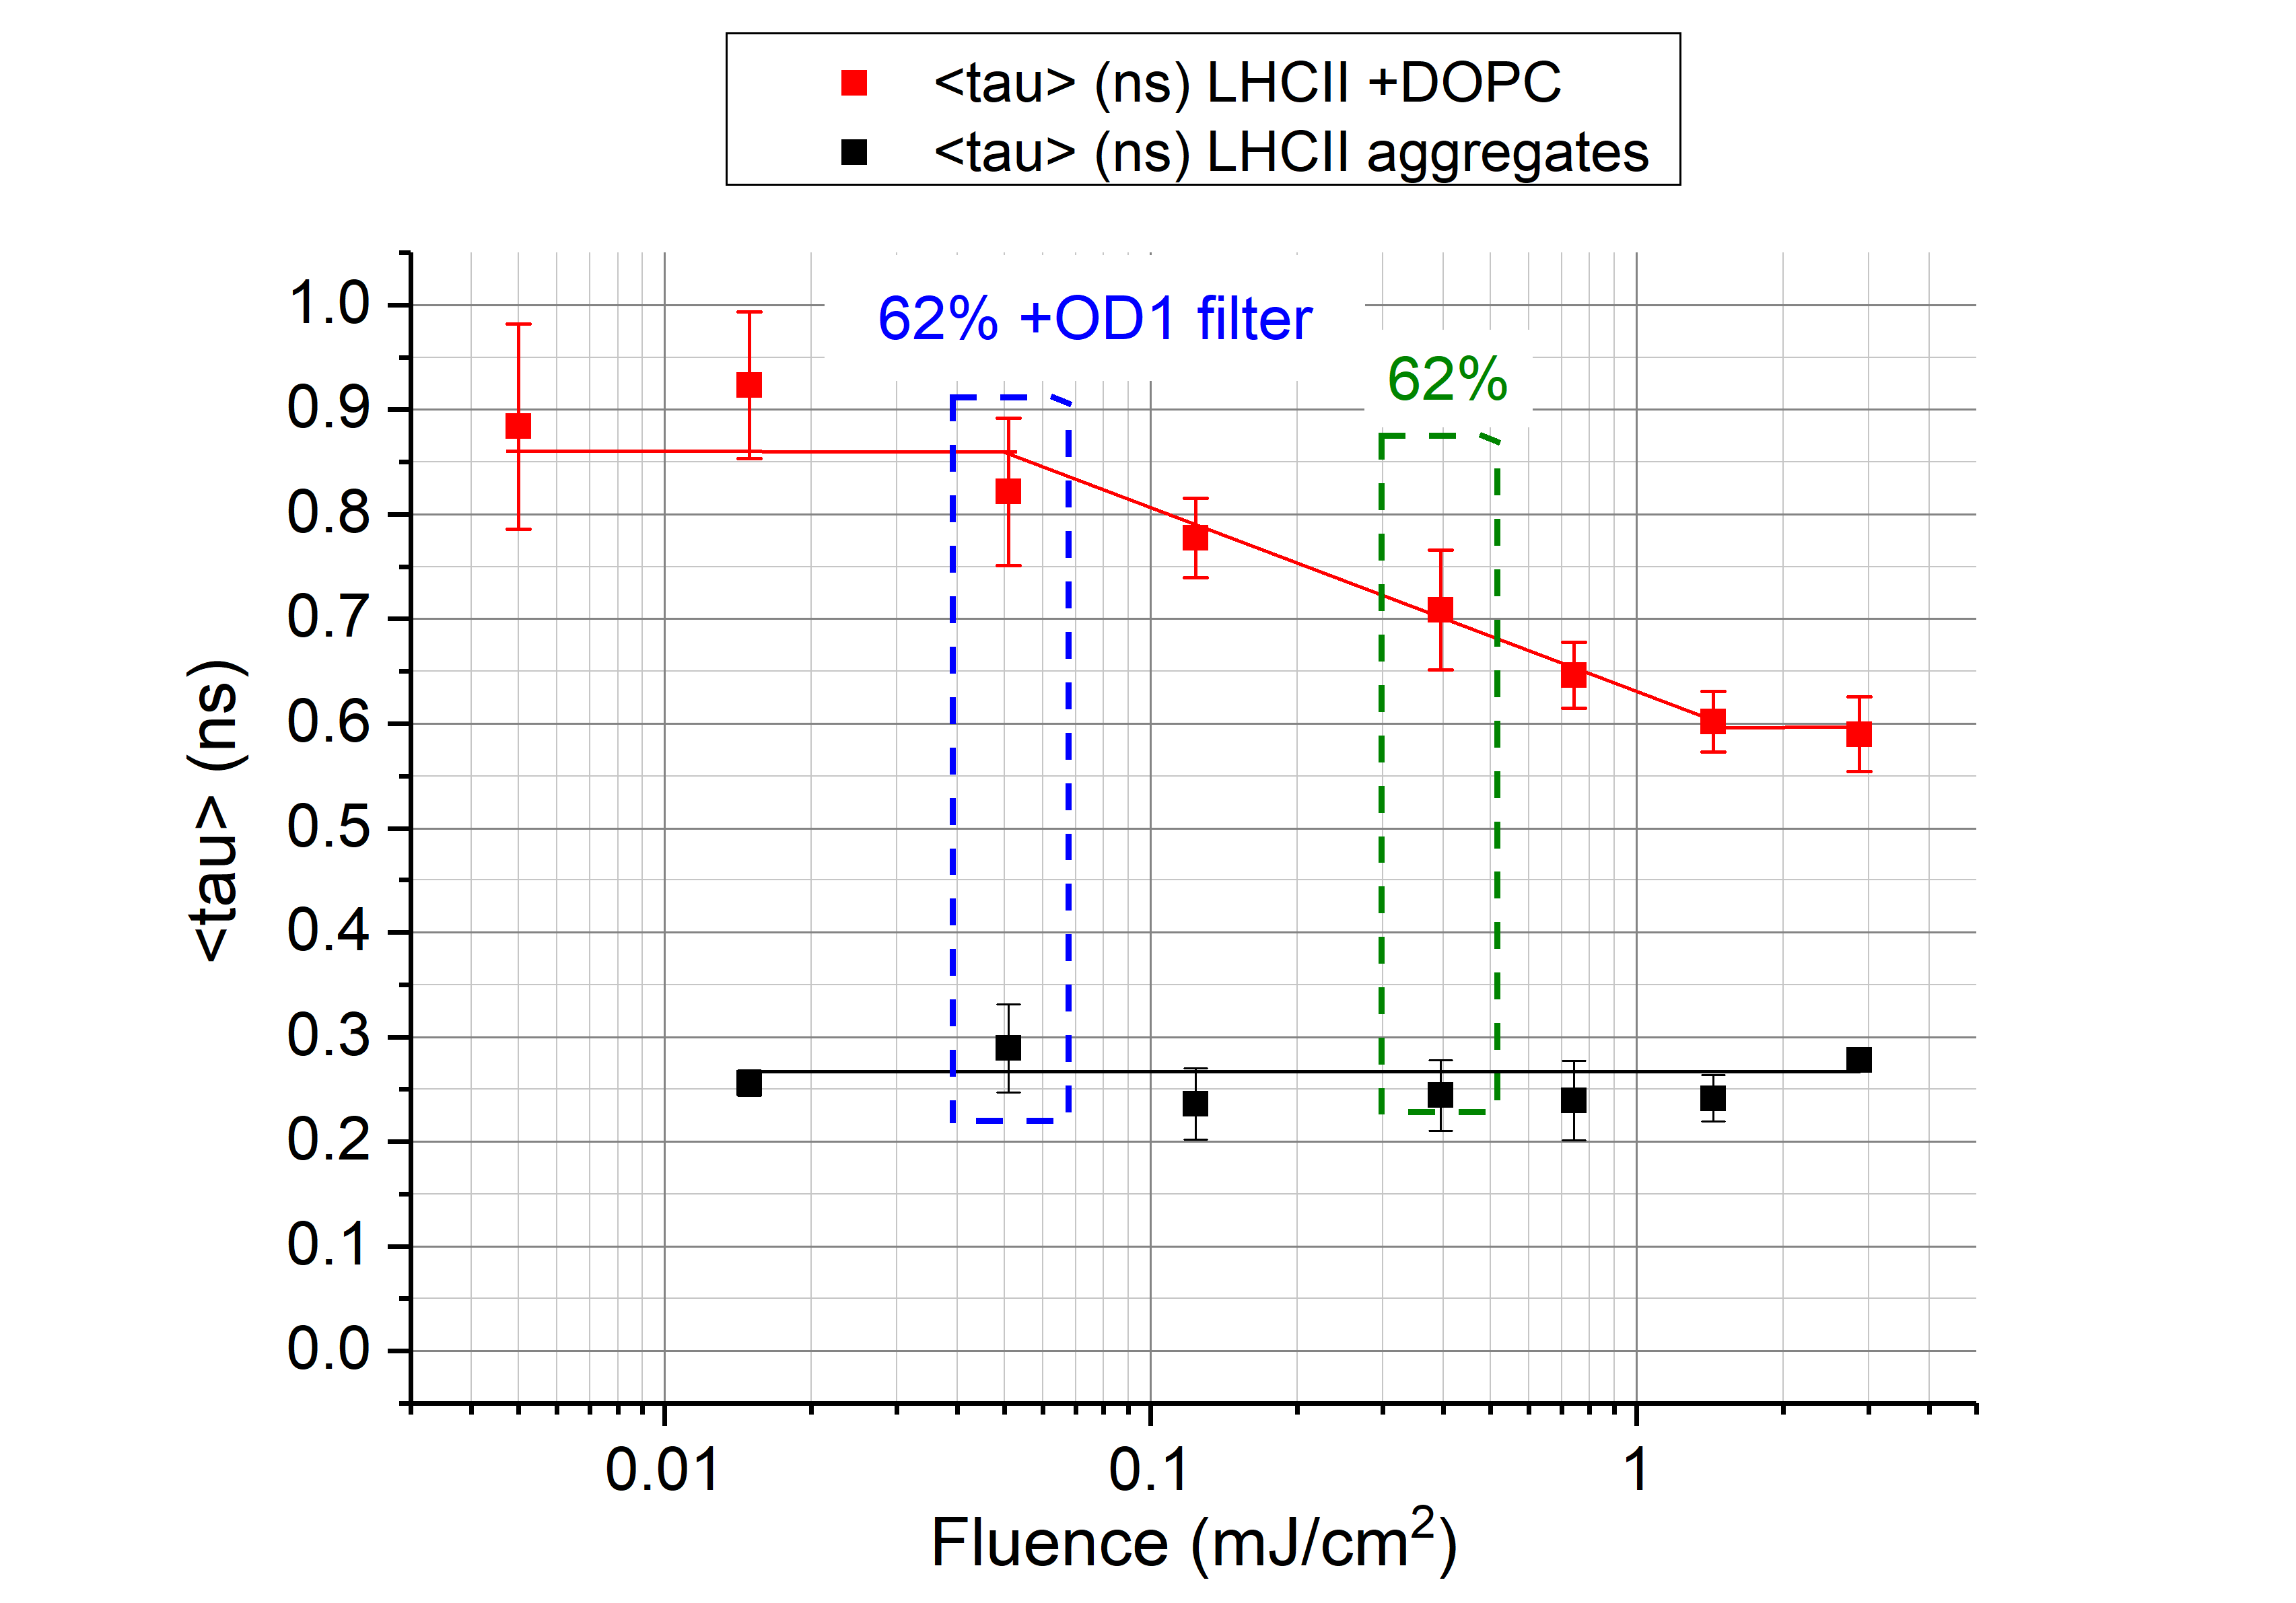 <tau> (ns) LHCII +DOPC
<tau> (ns) LHCII aggregates
62% +OD1 filter
62%
1.0
0.9
0.8
0.7
0.6
0.5
0.4
0.3
0.2
0.1
0.0
<tau> (ns)
0.01 0.1 1
Fluence (mJ/cm²)